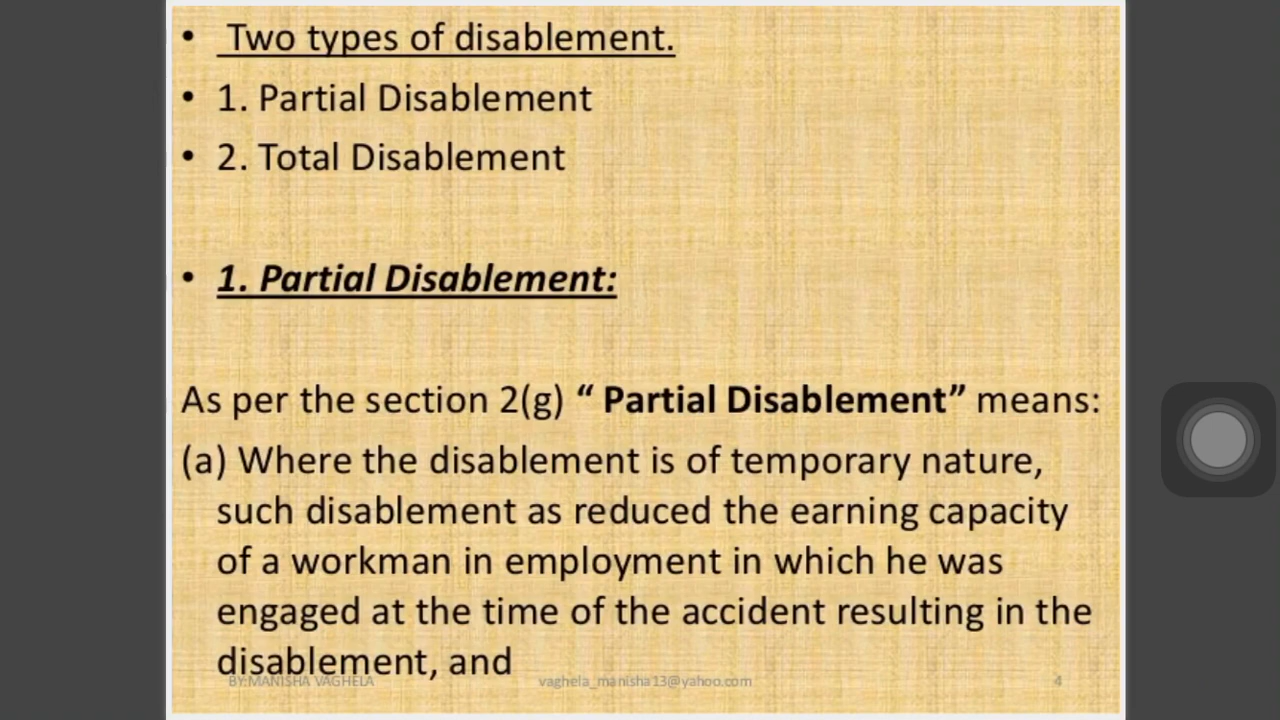 • Two types of disablement.
• 1. Partial Disablement
• 2. Total Disablement
• 1. Partial Disablement:
As per the section 2(g) “ Partial Disablement” means:
(a) Where the disablement is of temporary nature,
such disablement as reduced the earning capacity
of a workman in employment in which he was
engaged at the time of the accident resulting in the
disablement, and
BY:MANISHA VAGHELA vaghela_manisha13@yahoo.com 4